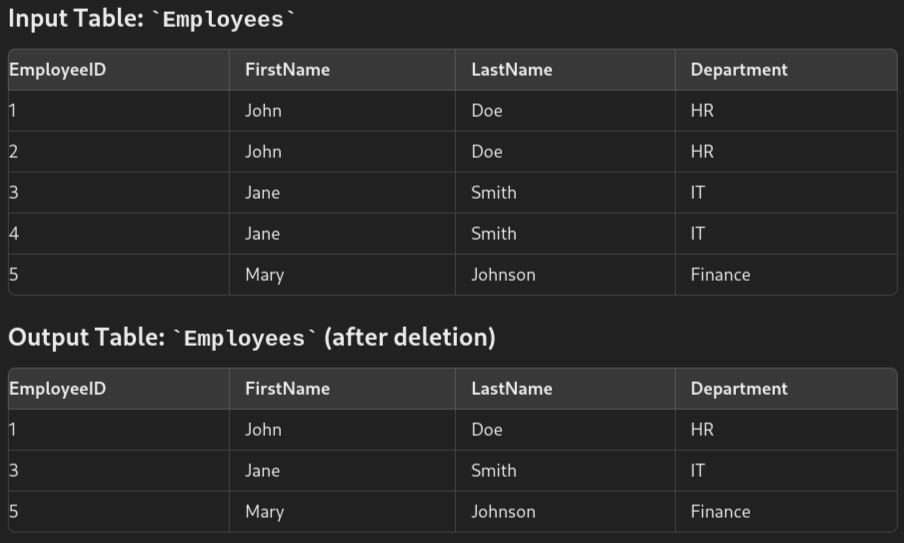 Input Table: `Employees`
EmployeeID FirstName LastName Department
1 John Doe HR
2 John Doe HR
3 Jane Smith IT
4 Jane Smith IT
5 Mary Johnson Finance
Output Table: `Employees` (after deletion)
EmployeeID FirstName LastName Department
1 John Doe HR
3 Jane Smith IT
5 Mary Johnson Finance